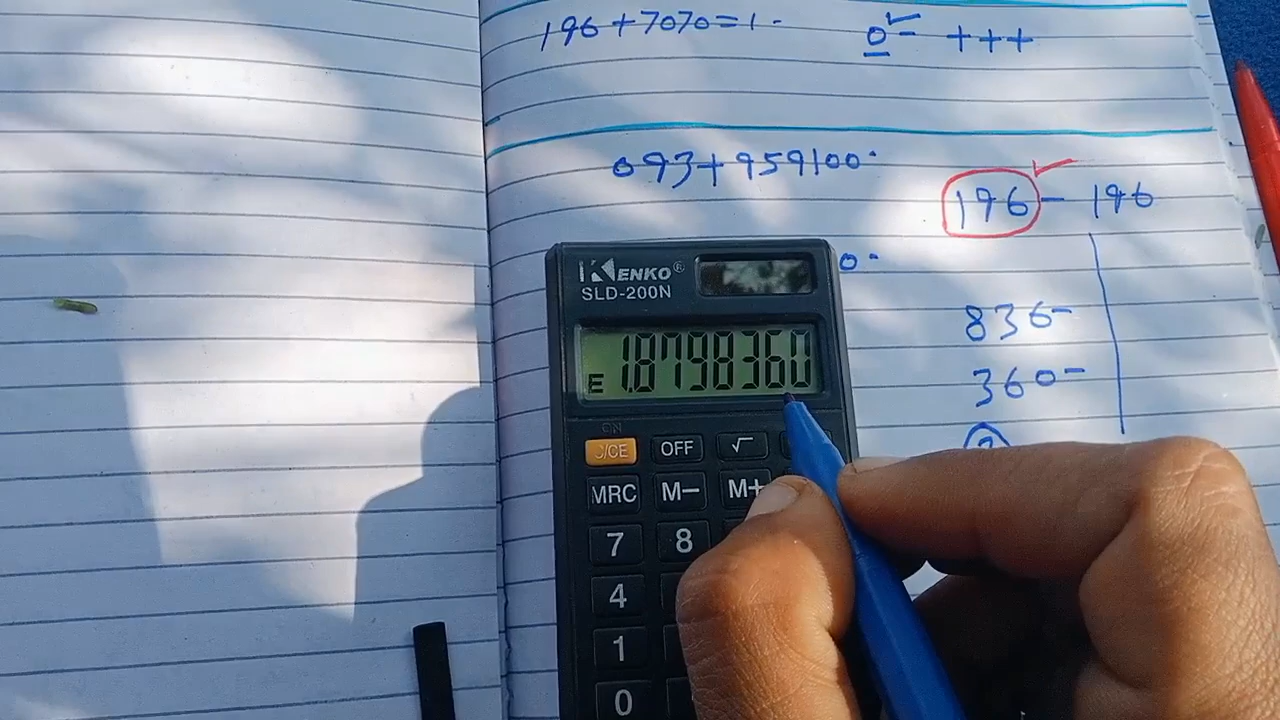 196+7070=1.
0- +++
093+959100.
196 - 196
0.
836-
360-
KENKO®
SLD-200N
E 1.8798360
ON
OFF √
MRC M- M+
7 8
4
1
0